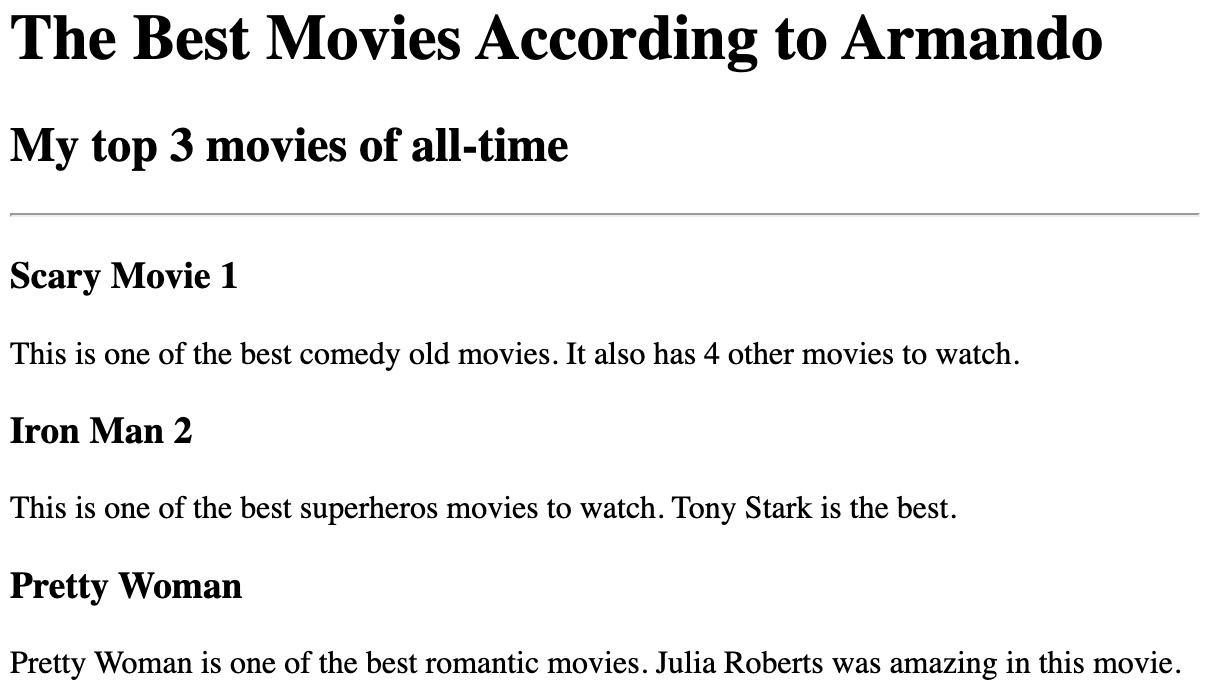 The Best Movies According to Armando
My top 3 movies of all-time
Scary Movie 1
This is one of the best comedy old movies. It also has 4 other movies to watch.
Iron Man 2
This is one of the best superheros movies to watch. Tony Stark is the best.
Pretty Woman
Pretty Woman is one of the best romantic movies. Julia Roberts was amazing in this movie.